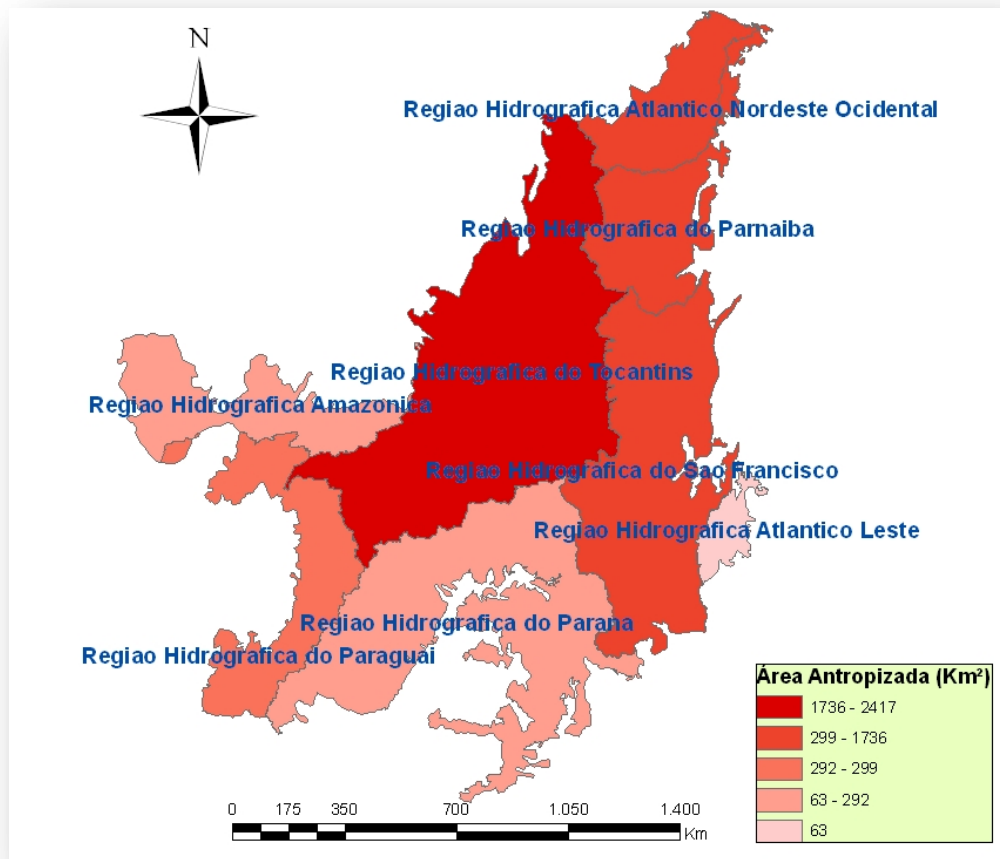 N
Regiao Hidrografica Atlantico Nordeste Ocidental
Regiao Hidrografica do Parnaiba
Regiao Hidrografica do Tocantins
Regiao Hidrografica Amazonica
Regiao Hidrografica do Sao Francisco
Regiao Hidrografica Atlantico Leste
Regiao Hidrografica do Parana
Regiao Hidrografica do Paraguai
Área Antropizada (Km²)
1736 - 2417
299 - 1736
292 - 299
63 - 292
63
0 175 350 700 1.050 1.400
Km